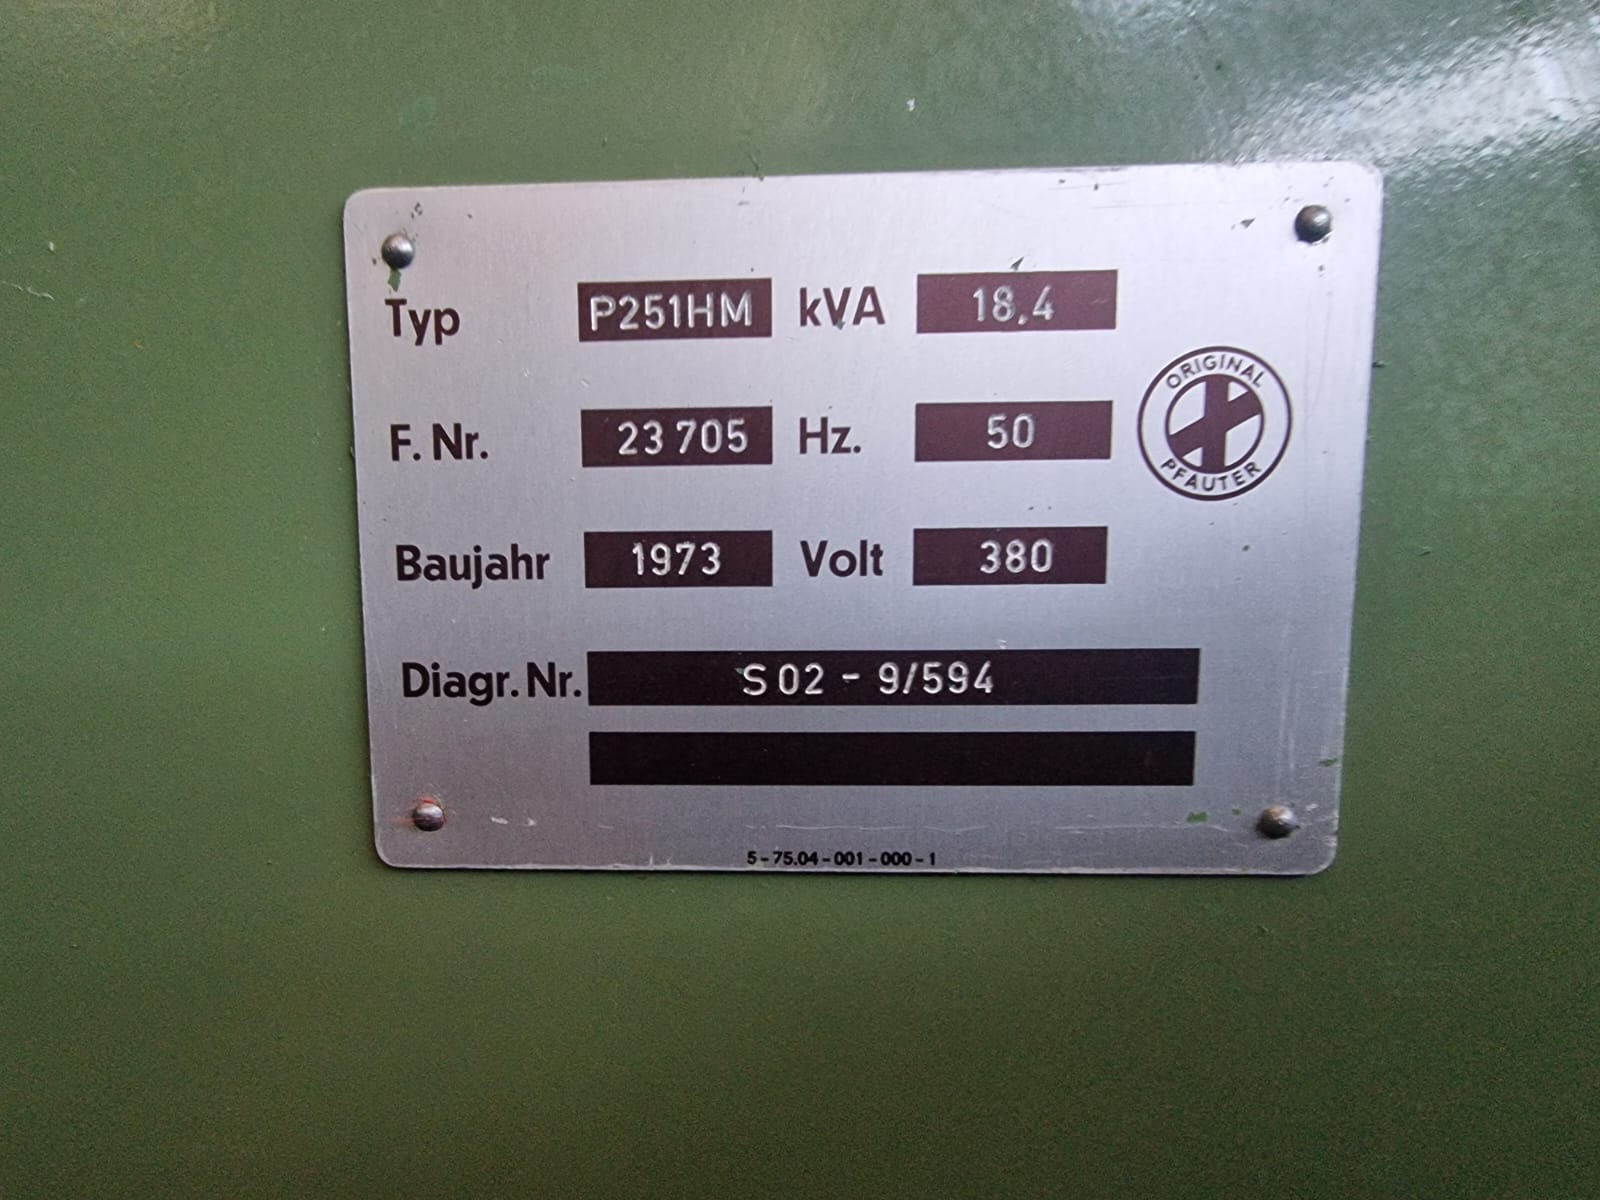 Typ P251HM kVA 18,4
ORIGINAL
PFAUTER
F. Nr. 23 705 Hz. 50
Baujahr 1973 Volt 380
Diagr. Nr. S 02 - 9/594
5-75.04-001-000-1